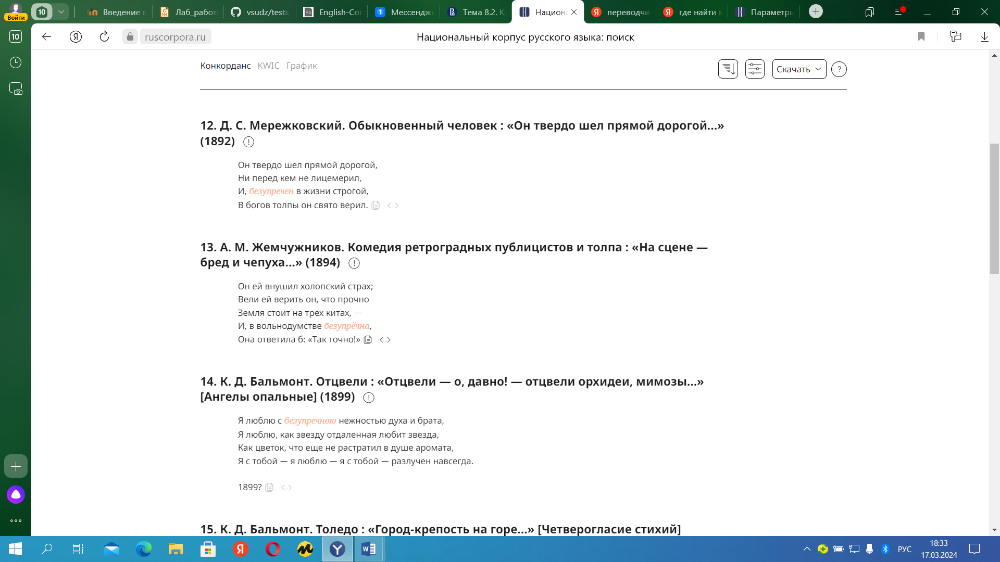 Войти
10
Введение в
Лаб_работ
vsudz/tests
English-Cor
Мессендже
Тема 8.2. К
Национа
переводчи
где найти
Параметры
10
ruscorpora.ru
Национальный корпус русского языка: поиск
Конкорданс KWIC График
Скачать
?
12. Д. С. Мережковский. Обыкновенный человек : «Он твердо шел прямой дорогой...»
(1892) !
Он твердо шел прямой дорогой,
Ни перед кем не лицемерил,
И, безупречен в жизни строгой,
В богов толпы он свято верил. <...>
13. А. М. Жемчужников. Комедия ретроградных публицистов и толпа : «На сцене —
бред и чепуха...» (1894) !
Он ей внушил холопский страх;
Вели ей верить он, что прочно
Земля стоит на трех китах, —
И, в вольнодумстве безупрёчна,
Она ответила б: «Так точно!» <...>
14. К. Д. Бальмонт. Отцвели : «Отцвели — о, давно! — отцвели орхидеи, мимозы...»
[Ангелы опальные] (1899) !
Я люблю с безупречною нежностью духа и брата,
Я люблю, как звезду отдаленная любит звезда,
Как цветок, что еще не растратил в душе аромата,
Я с тобой — я люблю — я с тобой — разлучен навсегда.
1899? <...>
15. К. Д. Бальмонт. Толедо : «Город-крепость на горе...» [Четверогласие стихий]
РУС
18:33
17.03.2024